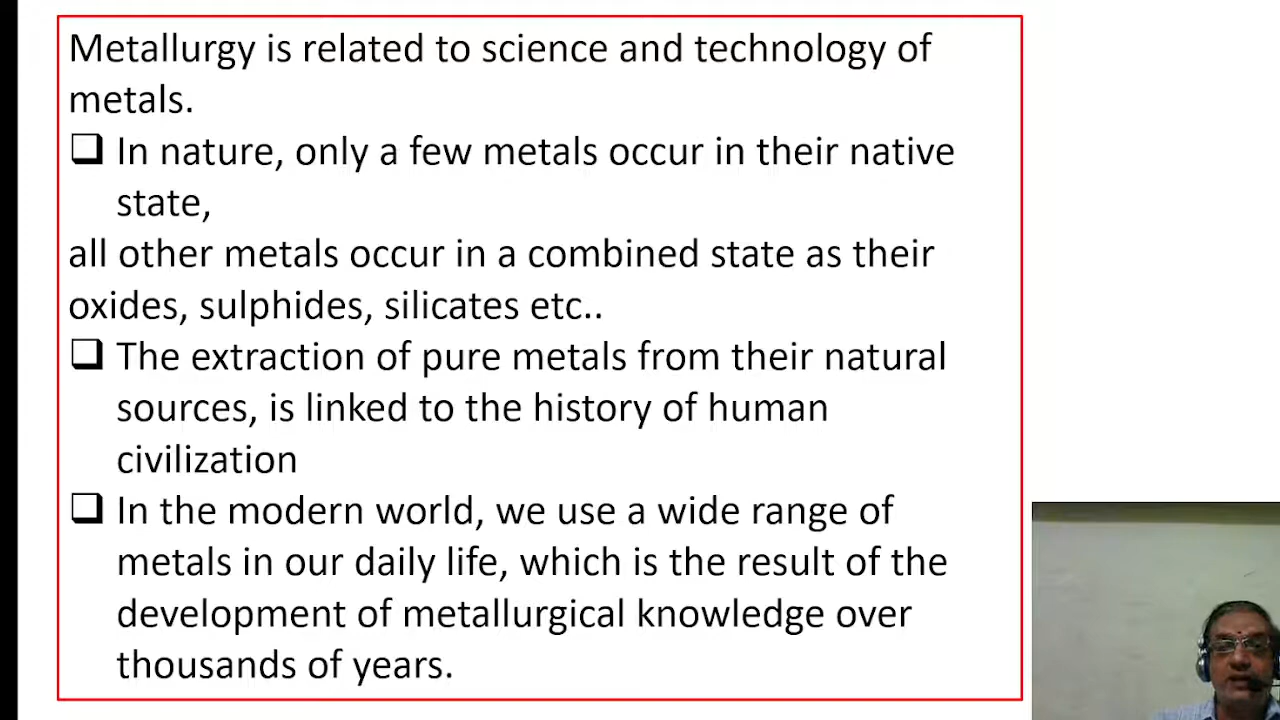 Metallurgy is related to science and technology of
metals.
❑ In nature, only a few metals occur in their native
state,
all other metals occur in a combined state as their
oxides, sulphides, silicates etc..
❑ The extraction of pure metals from their natural
sources, is linked to the history of human
civilization
❑ In the modern world, we use a wide range of
metals in our daily life, which is the result of the
development of metallurgical knowledge over
thousands of years.